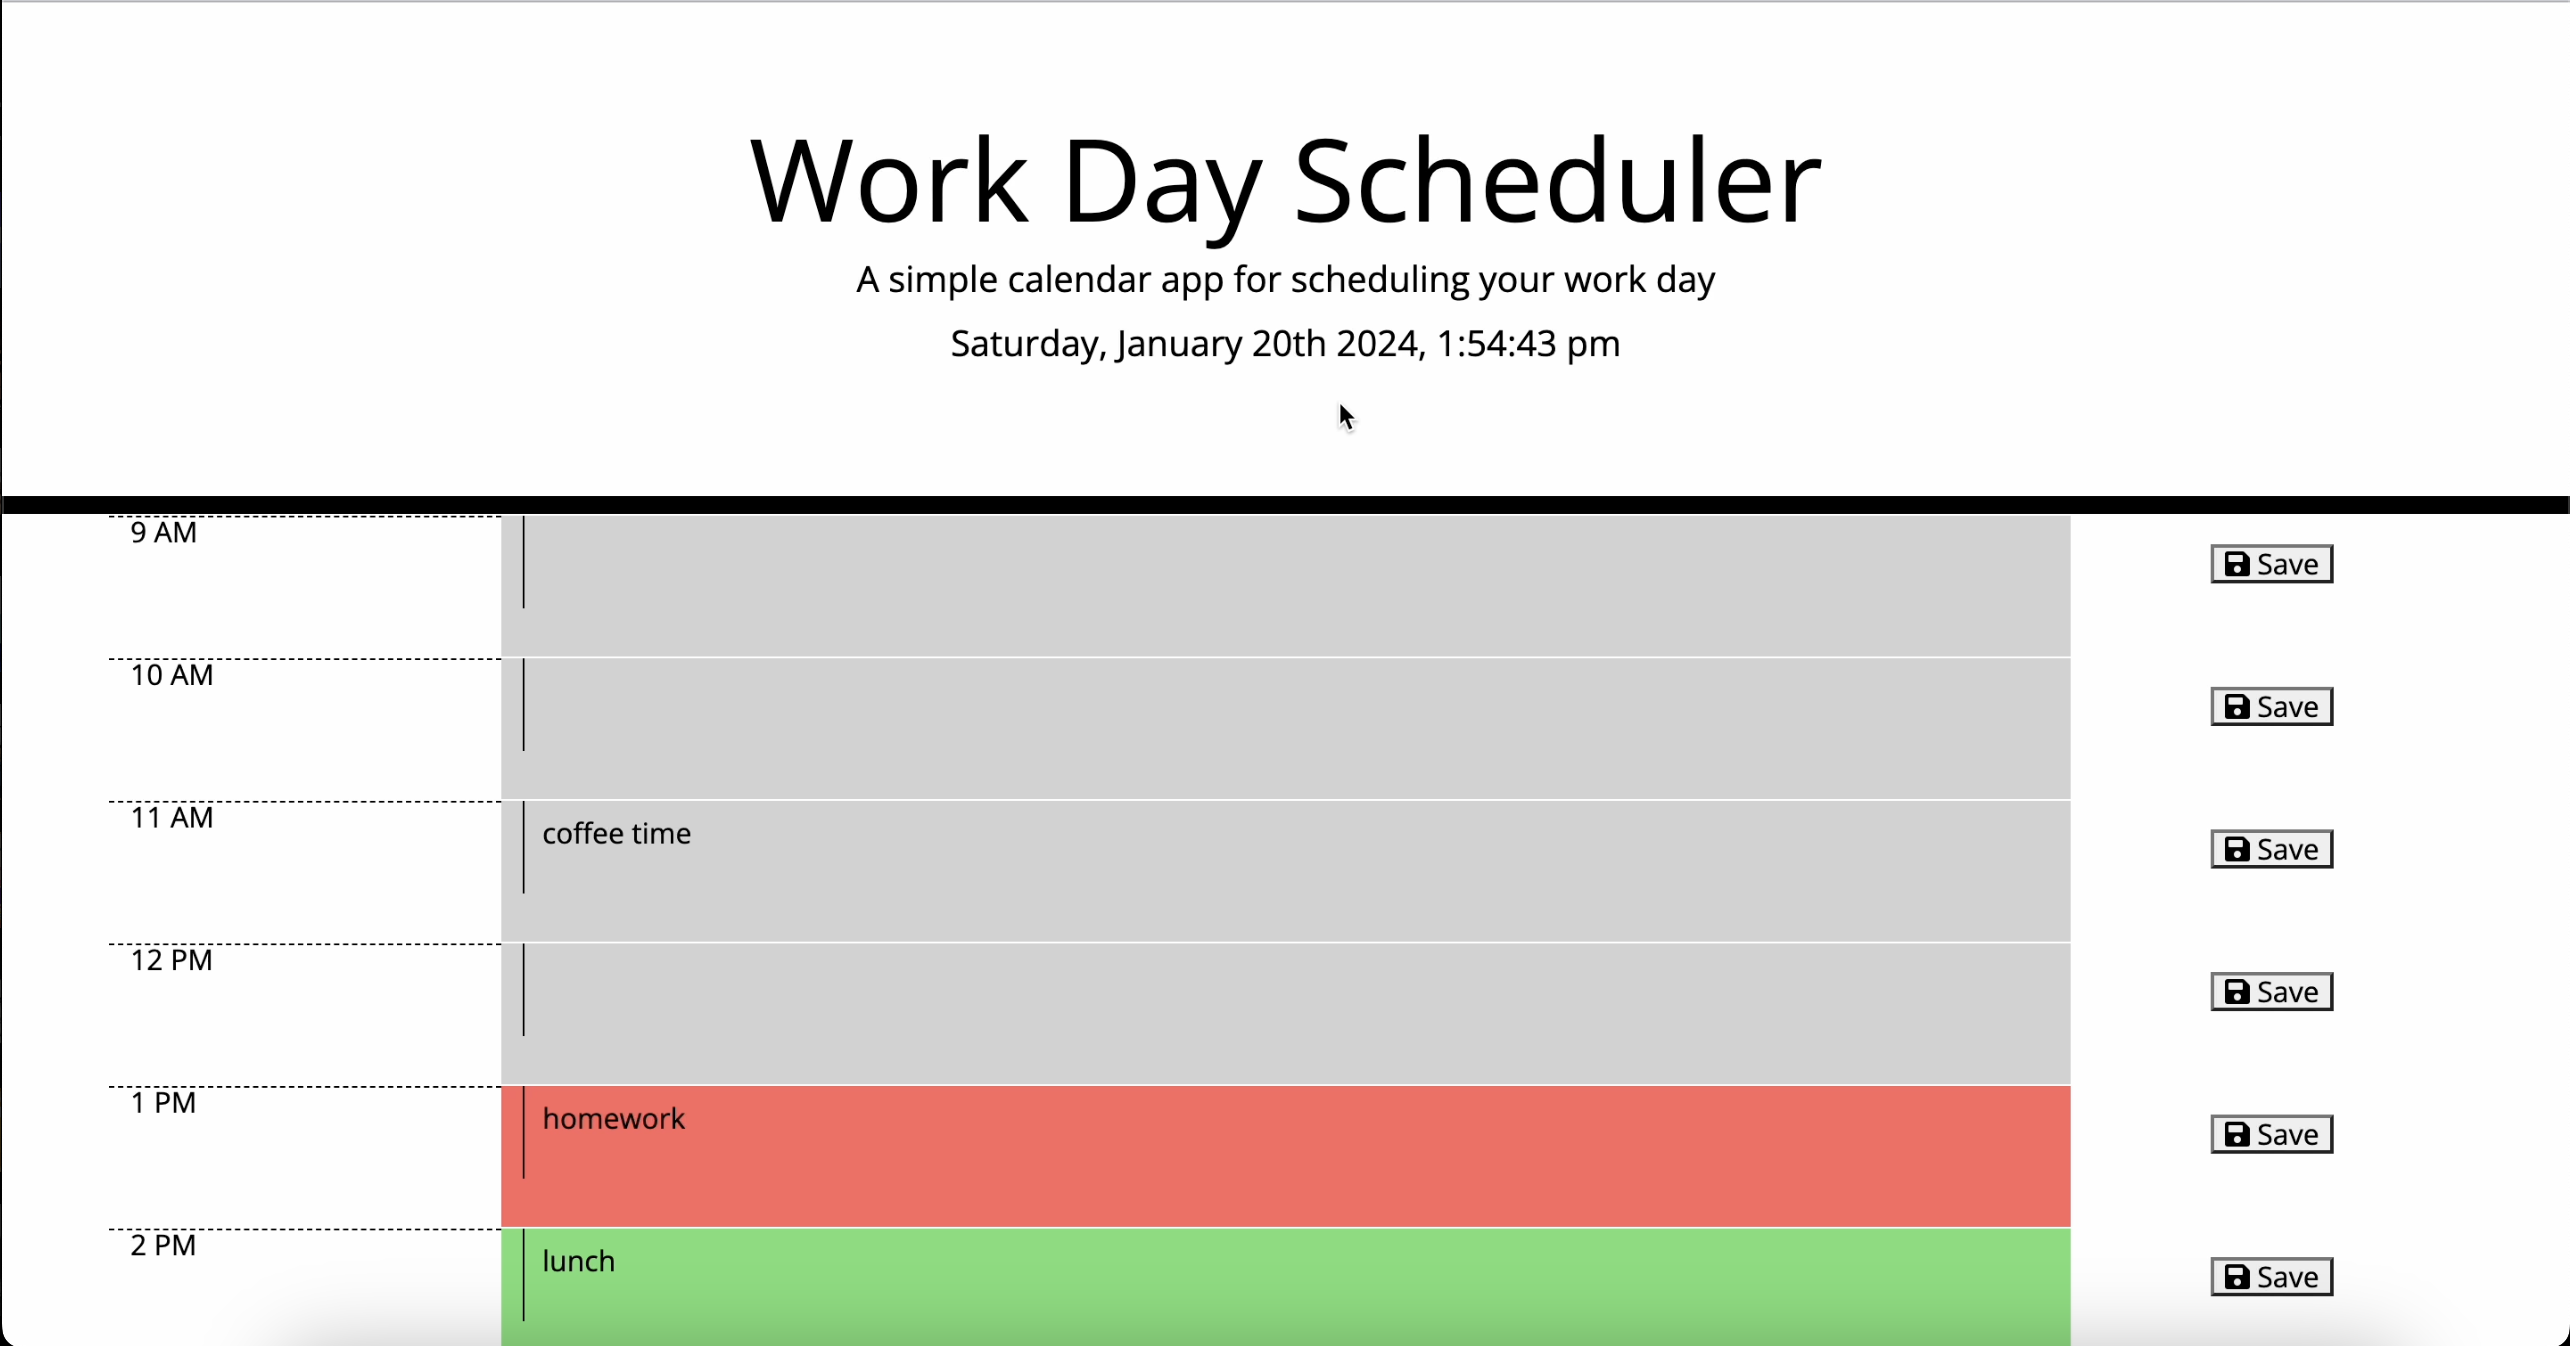 Work Day Scheduler
A simple calendar app for scheduling your work day
Saturday, January 20th 2024, 1:54:43 pm
9 AM
Save
10 AM
Save
11 AM
coffee time
Save
12 PM
Save
1 PM
homework
Save
2 PM
lunch
Save